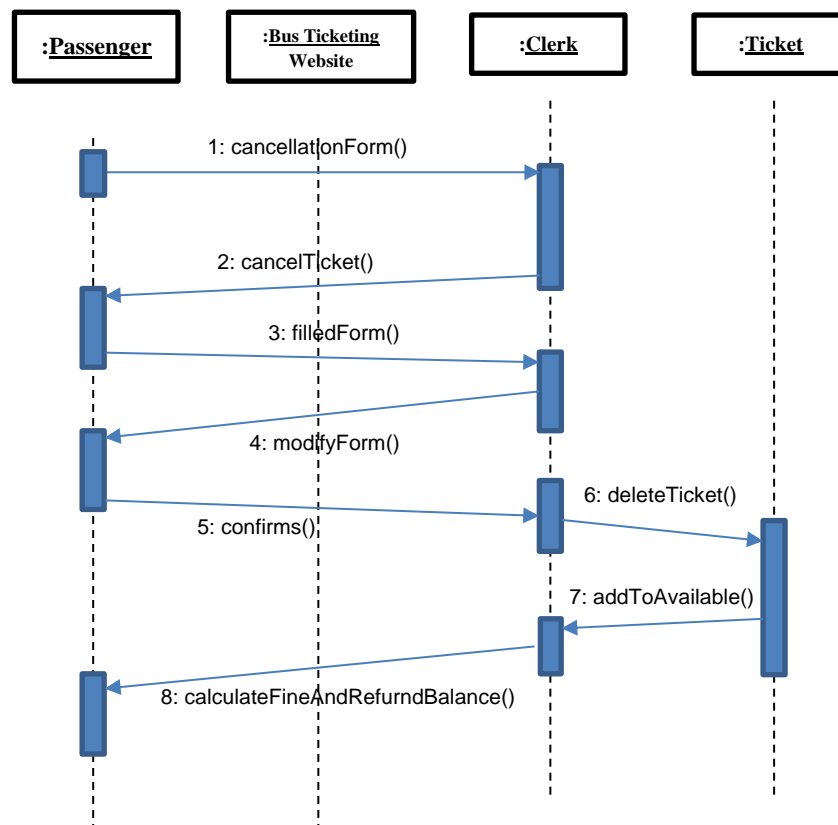 :Passenger
:Bus Ticketing
Website
:Clerk
:Ticket
1: cancellationForm()
2: cancelTicket()
3: filledForm()
4: modifyForm()
5: confirms()
6: deleteTicket()
7: addToAvailable()
8: calculateFineAndRefurndBalance()